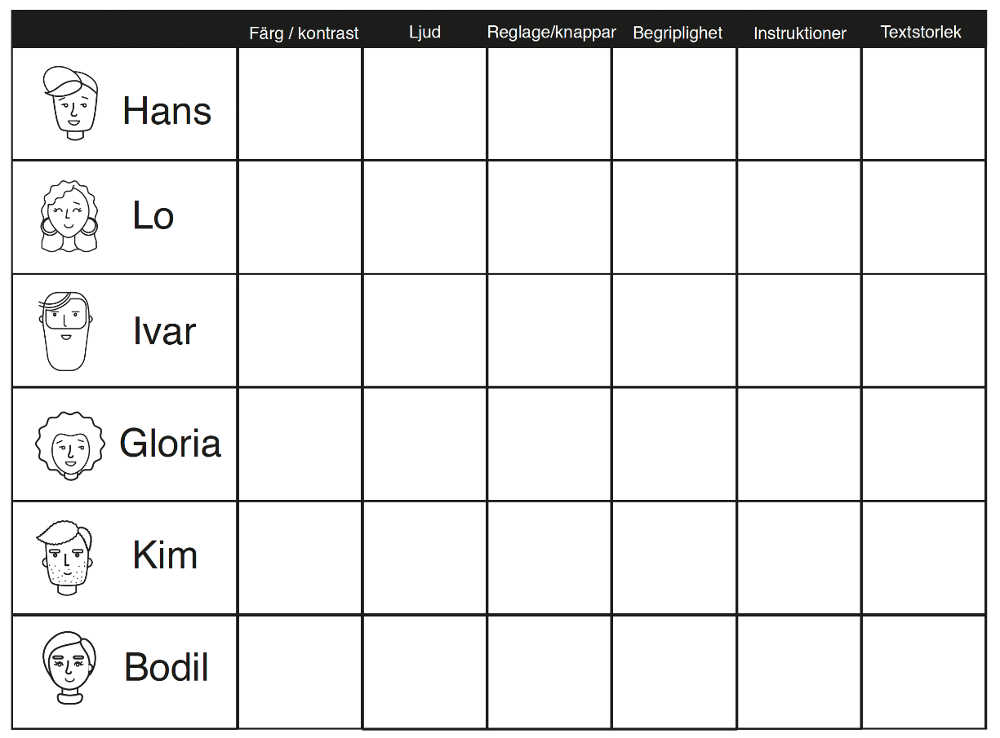 Färg / kontrast Ljud Reglage/knappar Begriplighet Instruktioner Textstorlek
Hans
Lo
Ivar
Gloria
Kim
Bodil